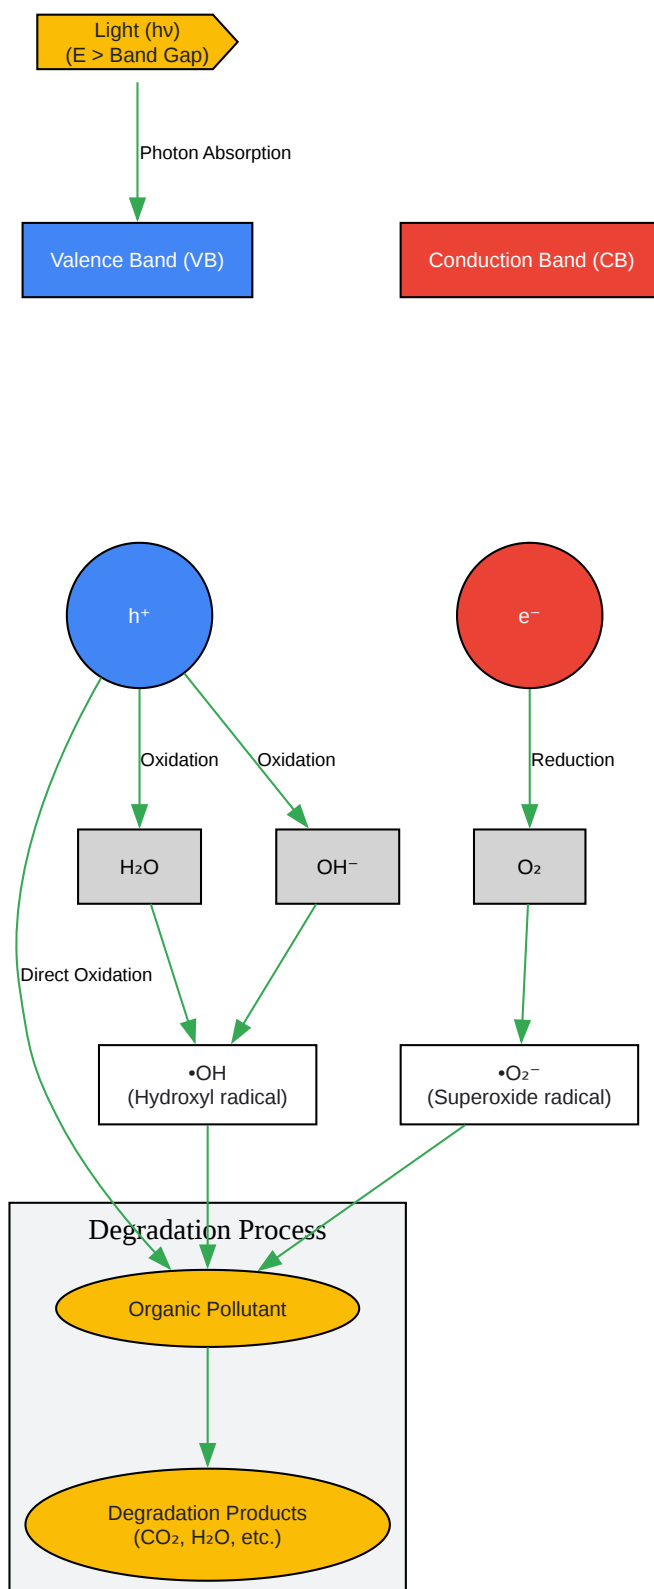 Light (hν)
(E > Band Gap)
Photon Absorption
Valence Band (VB)
Conduction Band (CB)
h⁺
e⁻
Oxidation
Oxidation
Reduction
H₂O
OH⁻
O₂
Direct Oxidation
•OH
(Hydroxyl radical)
•O₂⁻
(Superoxide radical)
Degradation Process
Organic Pollutant
Degradation Products
(CO₂, H₂O, etc.)